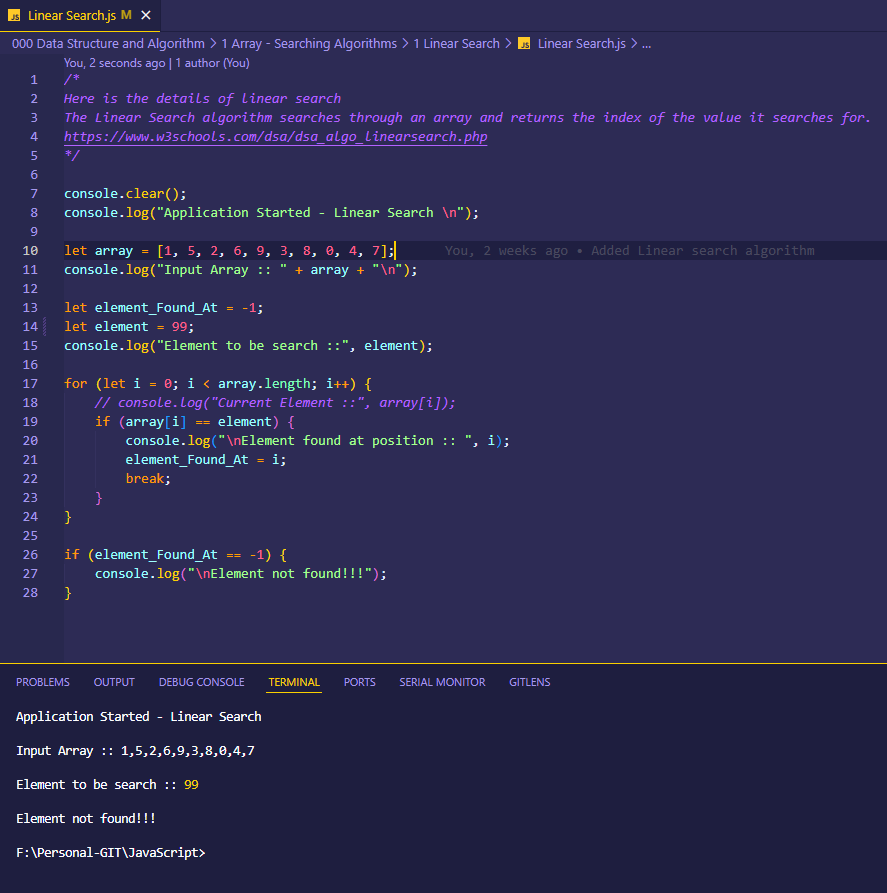 JS Linear Search.js M ×
000 Data Structure and Algorithm > 1 Array - Searching Algorithms > 1 Linear Search > JS Linear Search.js > ...
You, 2 seconds ago | 1 author (You)
1 /*
2 Here is the details of linear search
3 The Linear Search algorithm searches through an array and returns the index of the value it searches for.
4 https://www.w3schools.com/dsa/dsa_algo_linearsearch.php
5 */
6
7 console.clear();
8 console.log("Application Started - Linear Search \n");
9
10 let array = [1, 5, 2, 6, 9, 3, 8, 0, 4, 7]; You, 2 weeks ago • Added Linear search algorithm
11 console.log("Input Array :: " + array + "\n");
12
13 let element_Found_At = -1;
14 let element = 99;
15 console.log("Element to be search ::", element);
16
17 for (let i = 0; i < array.length; i++) {
18     // console.log("Current Element ::", array[i]);
19     if (array[i] == element) {
20         console.log("\nElement found at position :: ", i);
21         element_Found_At = i;
22         break;
23     }
24 }
25
26 if (element_Found_At == -1) {
27     console.log("\nElement not found!!!");
28 }
PROBLEMS OUTPUT DEBUG CONSOLE TERMINAL PORTS SERIAL MONITOR GITLENS
Application Started - Linear Search
Input Array :: 1,5,2,6,9,3,8,0,4,7
Element to be search :: 99
Element not found!!!
F:\Personal-GIT\JavaScript>